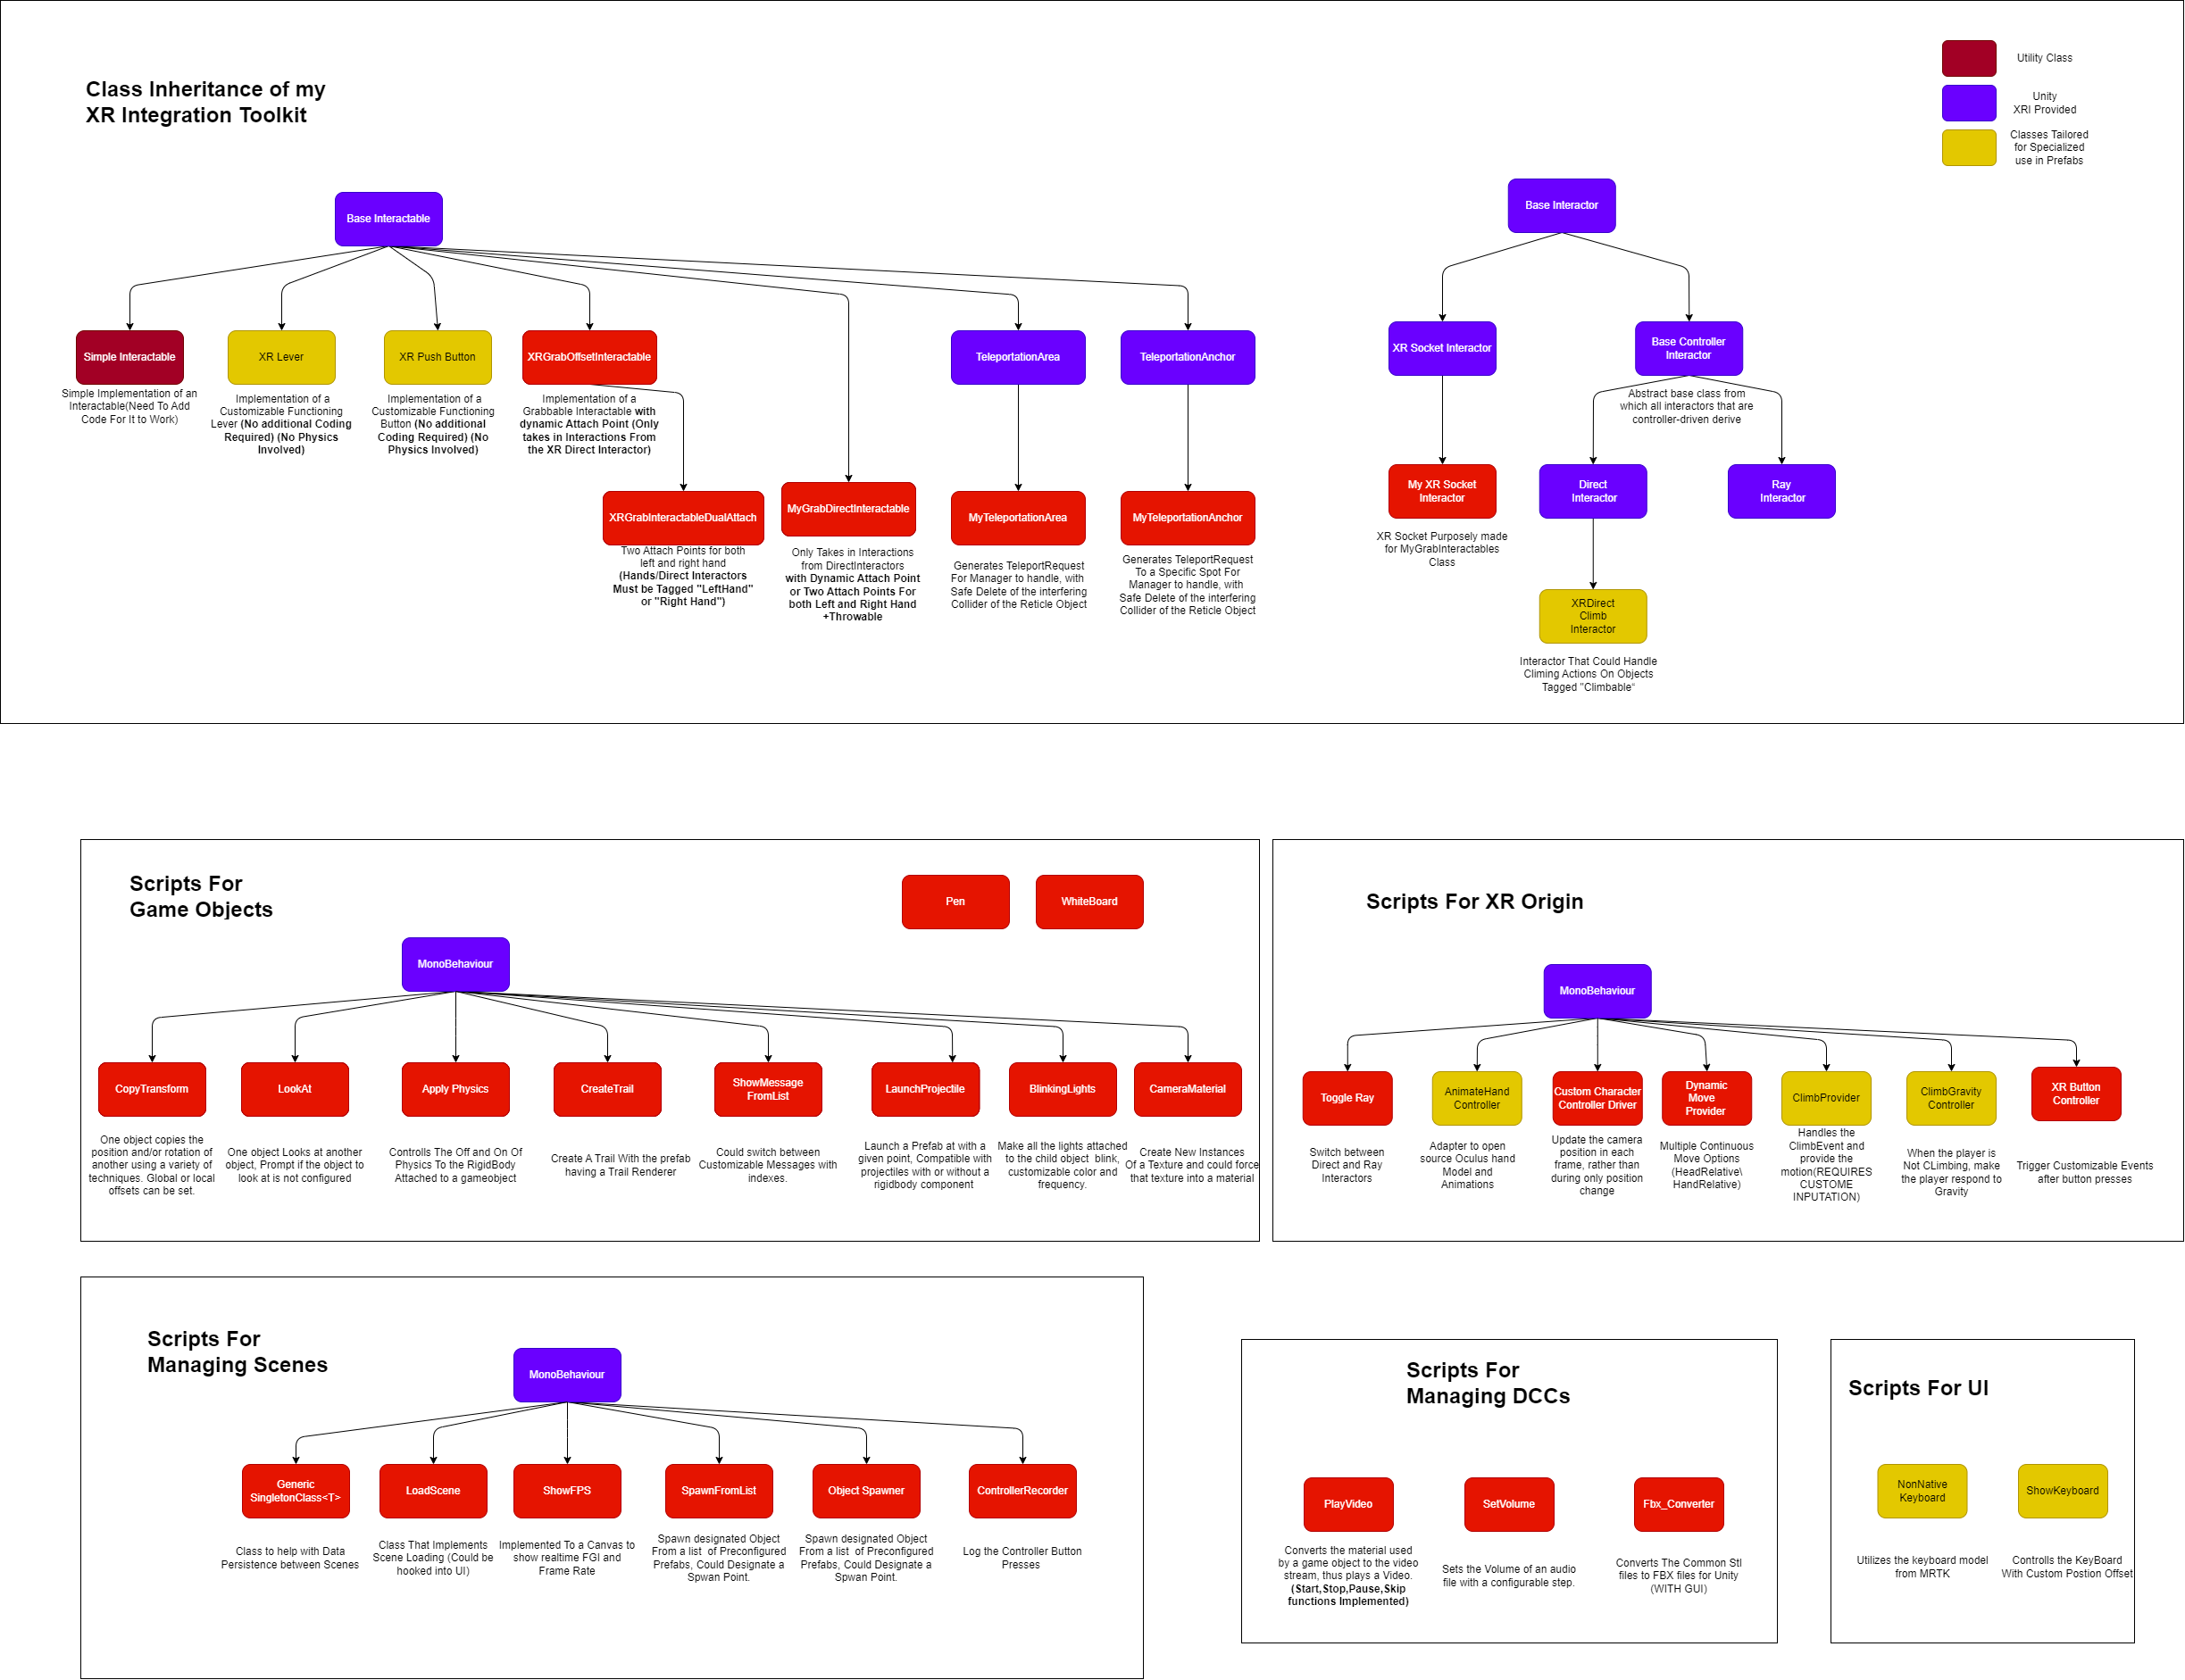 Class Inheritance of my
XR Integration Toolkit
Utility Class
Unity
XRI Provided
Classes Tailored
for Specialized
use in Prefabs
Base Interactable
Base Interactor
Simple Interactable
XR Lever
XR Push Button
XRGrabOffsetInteractable
TeleportationArea
TeleportationAnchor
XR Socket Interactor
Base Controller
Interactor
Simple Implementation of an
Interactable(Need To Add
Code For It to Work)
Implementation of a
Customizable Functioning
Lever (No additional Coding
Required) (No Physics
Involved)
Implementation of a
Customizable Functioning
Button (No additional
Coding Required) (No
Physics Involved)
Implementation of a
Grabbable Interactable with
dynamic Attach Point (Only
takes in Interactions From
the XR Direct Interactor)
Abstract base class from
which all interactors that are
controller-driven derive
XRGrabInteractableDualAttach
MyGrabDirectInteractable
MyTeleportationArea
MyTeleportationAnchor
My XR Socket
Interactor
Direct
Interactor
Ray
Interactor
Two Attach Points for both
left and right hand
(Hands/Direct Interactors
Must be Tagged "LeftHand"
or "Right Hand")
Only Takes in Interactions
from DirectInteractors
with Dynamic Attach Point
or Two Attach Points For
both Left and Right Hand
+Throwable
Generates TeleportRequest
For Manager to handle, with
Safe Delete of the interfering
Collider of the Reticle Object
Generates TeleportRequest
To a Specific Spot For
Manager to handle, with
Safe Delete of the interfering
Collider of the Reticle Object
XR Socket Purposely made
for MyGrabInteractables
Class
XRDirect
Climb
Interactor
Interactor That Could Handle
Climing Actions On Objects
Tagged "Climbable“
Scripts For
Game Objects
Pen
WhiteBoard
MonoBehaviour
CopyTransform
LookAt
Apply Physics
CreateTrail
ShowMessage
FromList
LaunchProjectile
BlinkingLights
CameraMaterial
One object copies the
position and/or rotation of
another using a variety of
techniques. Global or local
offsets can be set.
One object Looks at another
object, Prompt if the object to
look at is not configured
Controlls The Off and On Of
Physics To the RigidBody
Attached to a gameobject
Create A Trail With the prefab
having a Trail Renderer
Could switch between
Customizable Messages with
indexes.
Launch a Prefab at with a
given point, Compatible with
projectiles with or without a
rigidbody component
Make all the lights attached
to the child object  blink,
customizable color and
frequency.
Create New Instances
Of a Texture and could force
that texture into a material
Scripts For XR Origin
MonoBehaviour
Toggle Ray
AnimateHand
Controller
Custom Character
Controller Driver
Dynamic
Move
Provider
ClimbProvider
ClimbGravity
Controller
XR Button
Controller
Switch between
Direct and Ray
Interactors
Adapter to open
source Oculus hand
Model and
Animations
Update the camera
position in each
frame, rather than
during only position
change
Multiple Continuous
Move Options
(HeadRelative\
HandRelative)
Handles the
ClimbEvent and
provide the
motion(REQUIRES
CUSTOME
INPUTATION)
When the player is
Not CLimbing, make
the player respond to
Gravity
Trigger Customizable Events
after button presses
Scripts For
Managing Scenes
MonoBehaviour
Generic
SingletonClass<T>
LoadScene
ShowFPS
SpawnFromList
Object Spawner
ControllerRecorder
Class to help with Data
Persistence between Scenes
Class That Implements
Scene Loading (Could be
hooked into UI)
Implemented To a Canvas to
show realtime FGI and
Frame Rate
Spawn designated Object
From a list  of Preconfigured
Prefabs, Could Designate a
Spwan Point.
Spawn designated Object
From a list  of Preconfigured
Prefabs, Could Designate a
Spwan Point.
Log the Controller Button
Presses
Scripts For
Managing DCCs
PlayVideo
SetVolume
Fbx_Converter
Converts the material used
by a game object to the video
stream, thus plays a Video.
(Start,Stop,Pause,Skip
functions Implemented)
Sets the Volume of an audio
file with a configurable step.
Converts The Common Stl
files to FBX files for Unity
(WITH GUI)
Scripts For UI
NonNative
Keyboard
ShowKeyboard
Utilizes the keyboard model
from MRTK
Controlls the KeyBoard
With Custom Postion Offset